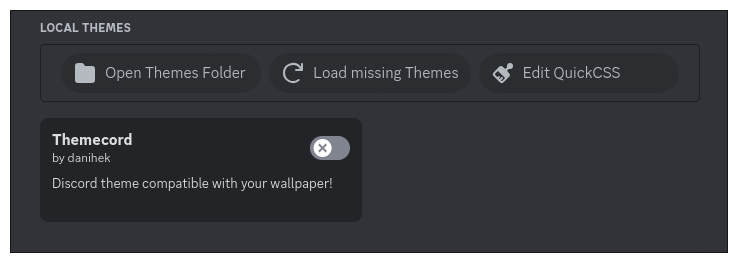 LOCAL THEMES
Open Themes Folder
Load missing Themes
Edit QuickCSS
Themecord
by danihek
Discord theme compatible with your wallpaper!